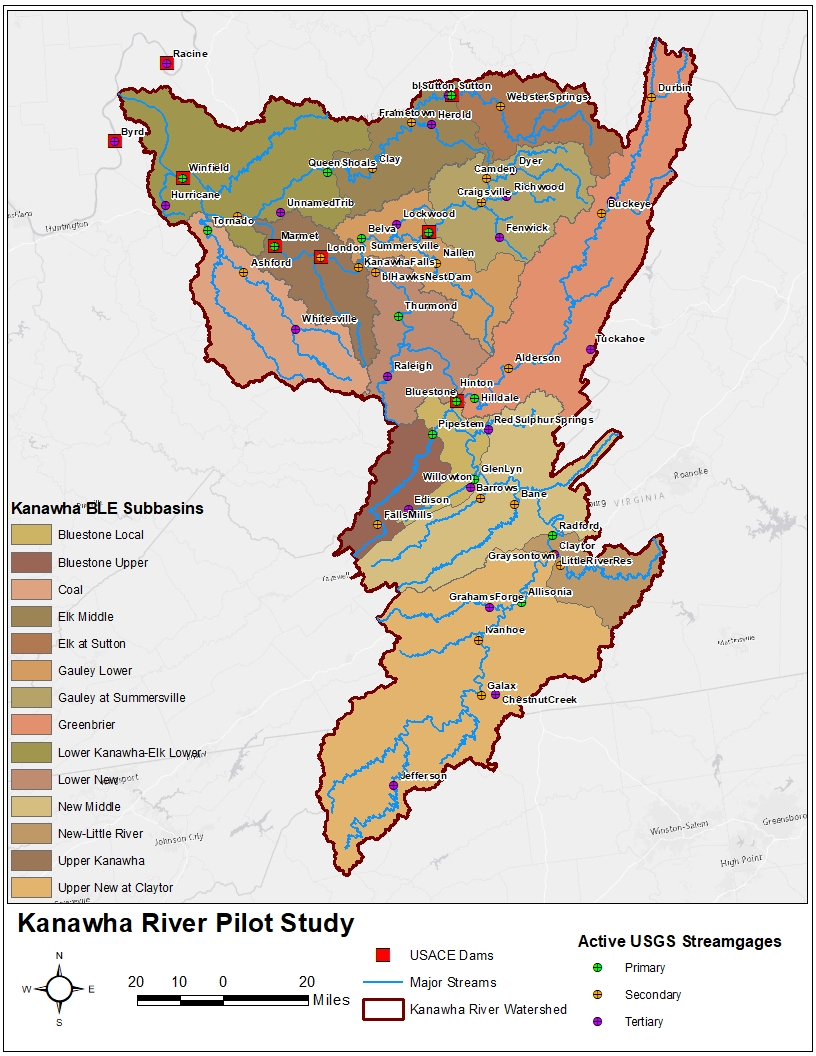 Racine
Durbin
blSutton Sutton
WebsterSprings
Frametown Herold
Byrd
Queen Shoals Clay
Dyer
Camden
Winfield
Craigsville Richwood
Hurricane
UnnamedTrib
Buckeye
Huntington
Tornado
Lockwood
Belva
Fenwick
Marmet
Summersville
London
Nallen
Ashford
KanawhaFalls
blHawksNestDam
Thurmond
Whitesville
Tuckahoe
Alderson
Raleigh
Hinton
Bluestone
Hilldale
Pipestem
RedSulphurSprings
GlenLyn
Willowton
Roanoke
Barrows
Bane
VIRGINIA
Edison
FallsMills
Radford
Claytor
Graysontown
LittleRiverRes
Allisonia
GrahamsForge
Ivanhoe
Martinsville
Galax
ChestnutCreek
Jefferson
Johnson City
Winston-Salem
Greensboro
High Point
Kanawha BLE Subbasins
Bluestone Local
Bluestone Upper
Coal
Elk Middle
Elk at Sutton
Gauley Lower
Gauley at Summersville
Greenbrier
Lower Kanawha-Elk Lower
Lower New
New Middle
New-Little River
Upper Kanawha
Upper New at Claytor
Kanawha River Pilot Study
N
W E
S
20 10 0 20
Miles
USACE Dams
Major Streams
Kanawha River Watershed
Active USGS Streamgages
Primary
Secondary
Tertiary